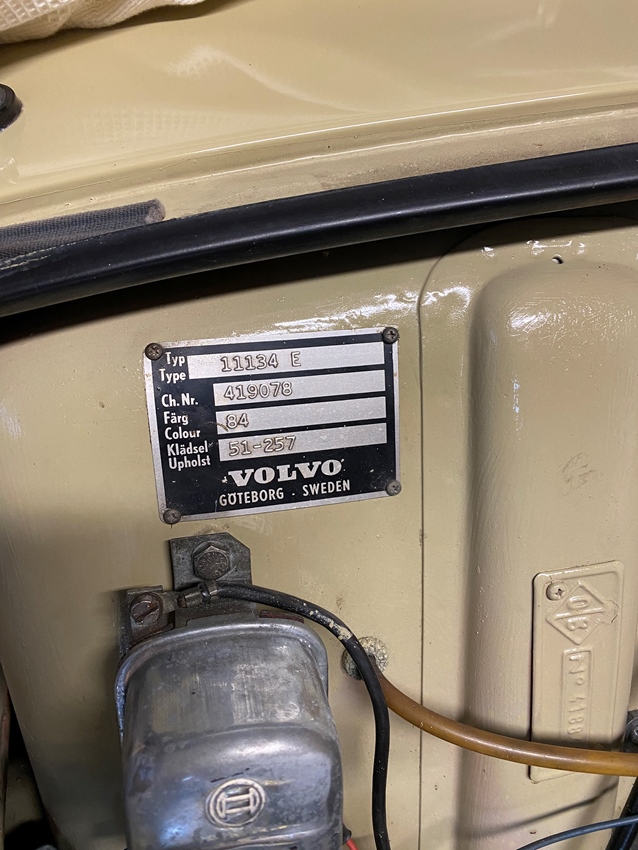 Typ
Type 11134 E
Ch. Nr. 419078
Färg
Colour 84
Klädsel
Upholst 51-257
VOLVO
GÖTEBORG · SWEDEN